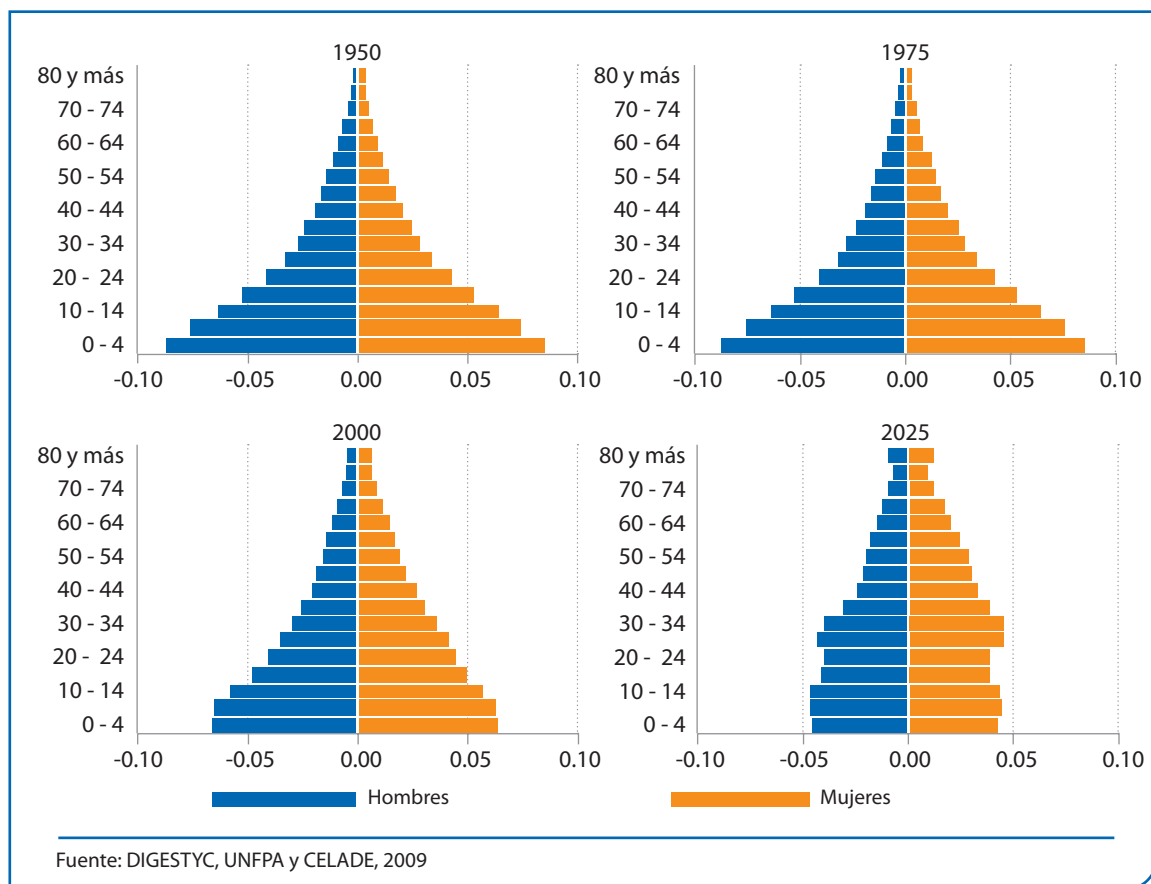 1950
80 y más
70 - 74
60 - 64
50 - 54
40 - 44
30 - 34
20 - 24
10 - 14
0 - 4
-0.10 -0.05 0.00 0.05 0.10
1975
80 y más
70 - 74
60 - 64
50 - 54
40 - 44
30 - 34
20 - 24
10 - 14
0 - 4
-0.10 -0.05 0.00 0.05 0.10
2000
80 y más
70 - 74
60 - 64
50 - 54
40 - 44
30 - 34
20 - 24
10 - 14
0 - 4
-0.10 -0.05 0.00 0.05 0.10
2025
80 y más
70 - 74
60 - 64
50 - 54
40 - 44
30 - 34
20 - 24
10 - 14
0 - 4
-0.10 -0.05 0.00 0.05 0.10
Hombres Mujeres
Fuente: DIGESTYC, UNFPA y CELADE, 2009